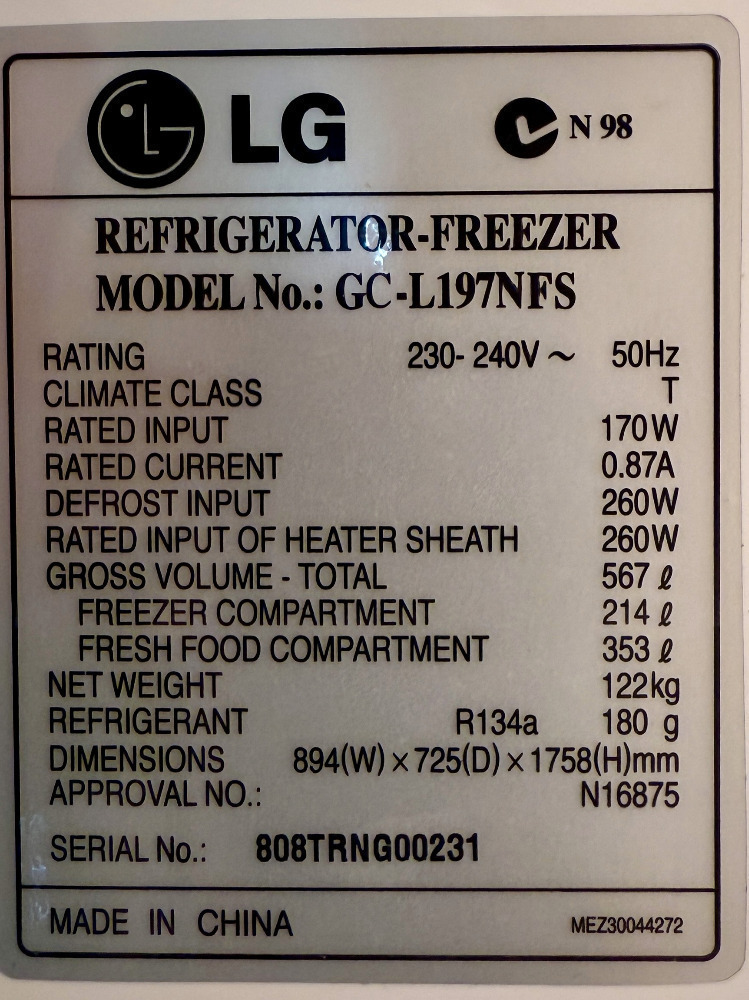 LG N 98
REFRIGERATOR-FREEZER
MODEL No.: GC-L197NFS
RATING 230- 240V ~ 50Hz
CLIMATE CLASS T
RATED INPUT 170W
RATED CURRENT 0.87A
DEFROST INPUT 260W
RATED INPUT OF HEATER SHEATH 260W
GROSS VOLUME - TOTAL 567 ℓ
FREEZER COMPARTMENT 214 ℓ
FRESH FOOD COMPARTMENT 353 ℓ
NET WEIGHT 122kg
REFRIGERANT R134a 180 g
DIMENSIONS 894(W) × 725(D) × 1758(H)mm
APPROVAL NO.: N16875
SERIAL No.: 808TRNG00231
MADE IN CHINA MEZ30044272